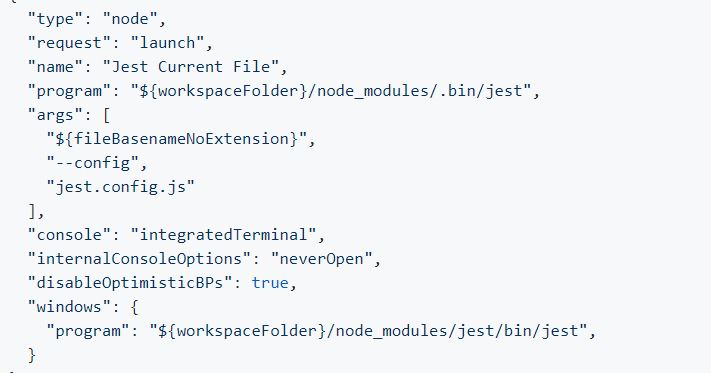 "type": "node",
"request": "launch",
"name": "Jest Current File",
"program": "${workspaceFolder}/node_modules/.bin/jest",
"args": [
"${fileBasenameNoExtension}",
"--config",
"jest.config.js"
],
"console": "integratedTerminal",
"internalConsoleOptions": "neverOpen",
"disableOptimisticBPs": true,
"windows": {
"program": "${workspaceFolder}/node_modules/jest/bin/jest",
}